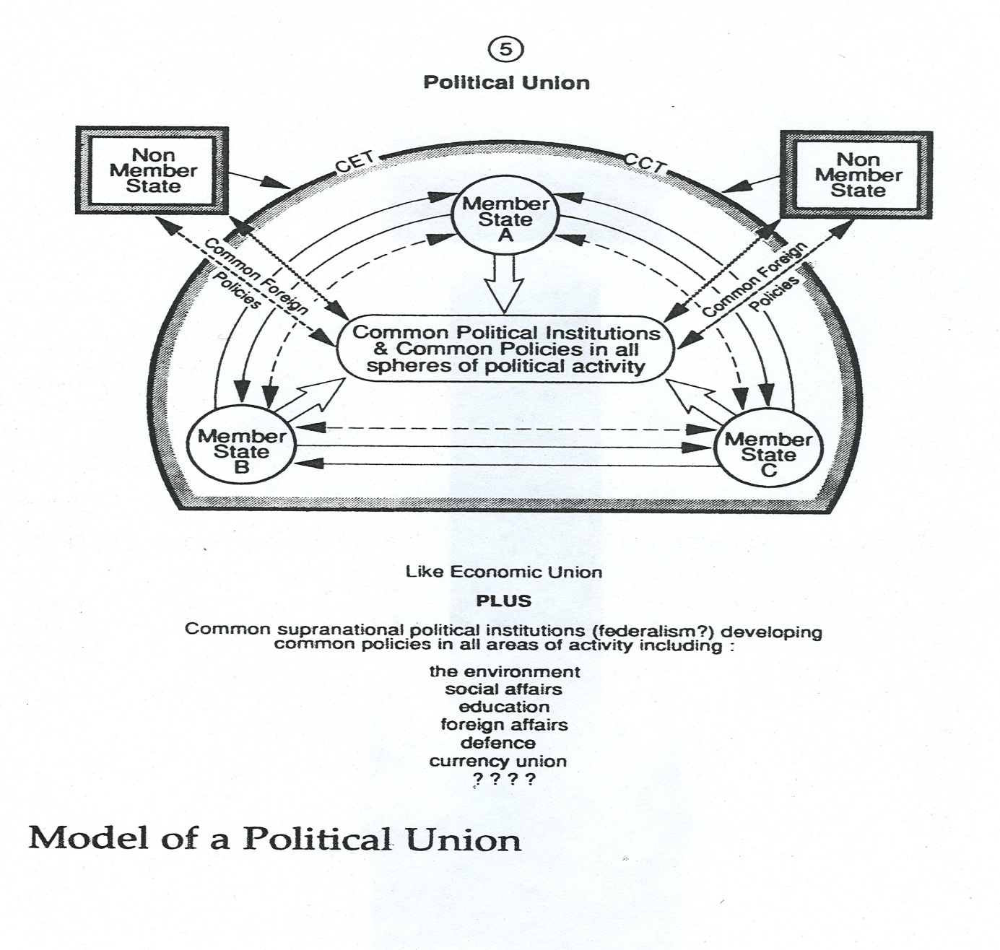 5
Political Union
Non
Member
State
CET
CCT
Non
Member
State
Member
State
A
Common Foreign
Policies
Common Foreign
Policies
Common Political Institutions
& Common Policies in all
spheres of political activity
Member
State
B
Member
State
C
Like Economic Union
PLUS
Common supranational political institutions (federalism?) developing
common policies in all areas of activity including :
the environment
social affairs
education
foreign affairs
defence
currency union
? ? ? ?
Model of a Political Union